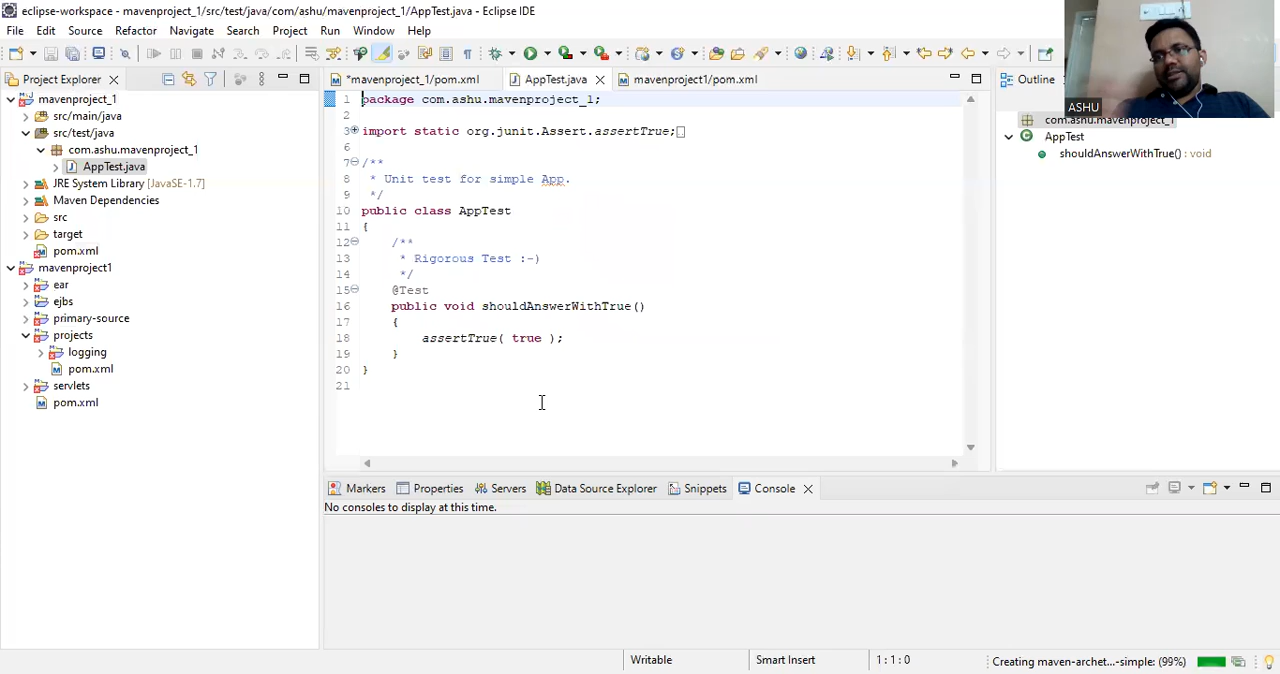 eclipse-workspace - mavenproject_1/src/test/java/com/ashu/mavenproject_1/AppTest.java - Eclipse IDE
File Edit Source Refactor Navigate Search Project Run Window Help
Project Explorer
*mavenproject_1/pom.xml AppTest.java mavenproject1/pom.xml
Outline
ASHU
mavenproject_1
src/main/java
src/test/java
com.ashu.mavenproject_1
AppTest.java
JRE System Library [JavaSE-1.7]
Maven Dependencies
src
target
pom.xml
mavenproject1
ear
ejbs
primary-source
projects
logging
pom.xml
servlets
pom.xml
1 package com.ashu.mavenproject_1;
2
3 import static org.junit.Assert.assertTrue;
6
7 /**
8 * Unit test for simple App.
9 */
10 public class AppTest
11 {
12 /**
13 * Rigorous Test :-)
14 */
15 @Test
16 public void shouldAnswerWithTrue()
17 {
18 assertTrue( true );
19 }
20 }
21
com.ashu.mavenproject_1
AppTest
shouldAnswerWithTrue() : void
Markers Properties Servers Data Source Explorer Snippets Console
No consoles to display at this time.
Writable Smart Insert 1 : 1 : 0 Creating maven-archet...-simple: (99%)